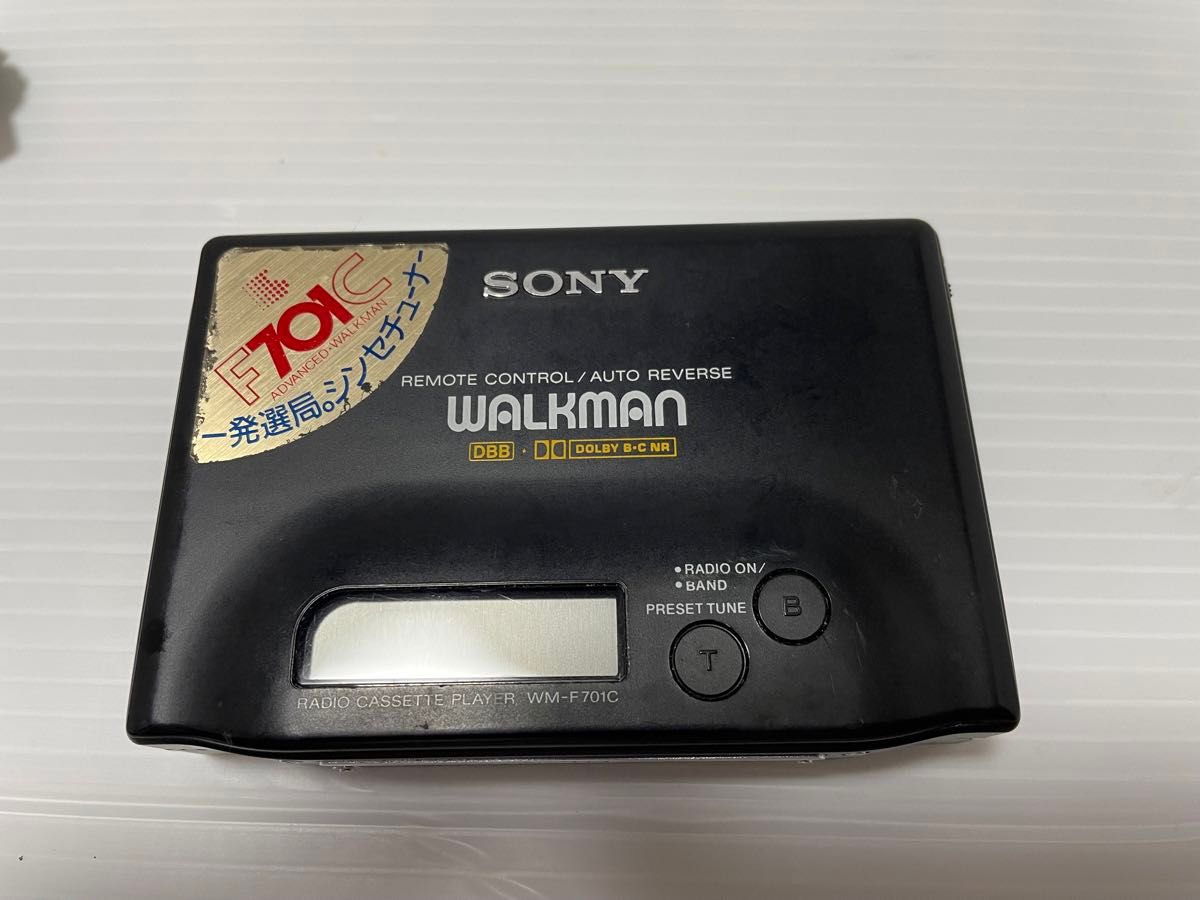 F701C
ADVANCED・WALKMAN
一発選局。シンセチューナー
SONY
REMOTE CONTROL/AUTO REVERSE
WALKMAN
DBB・DOLBY B・C NR
•RADIO ON/
•BAND
B
PRESET TUNE
T
RADIO CASSETTE PLAYER WM-F701C